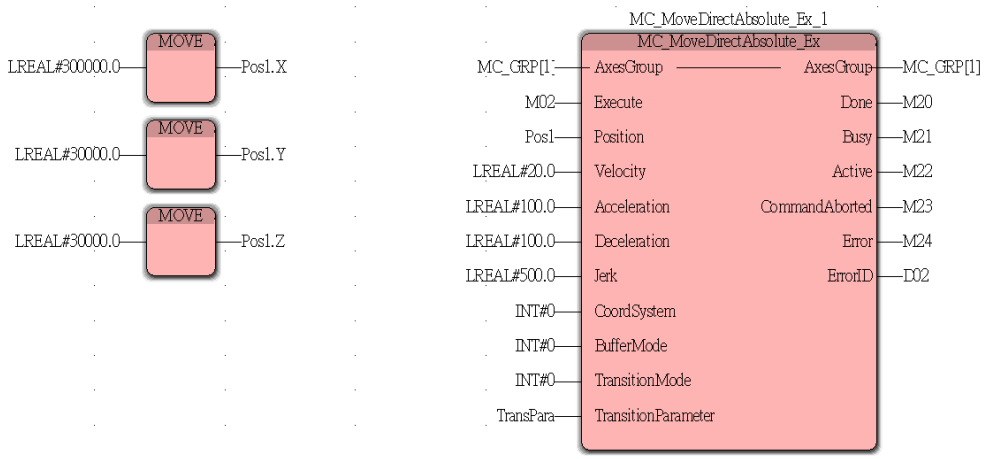 MOVE
LREAL#300000.0 Pos1.X
MOVE
LREAL#30000.0 Pos1.Y
MOVE
LREAL#30000.0 Pos1.Z
MC_MoveDirectAbsolute_Ex_1
MC_MoveDirectAbsolute_Ex
MC_GRP[1] AxesGroup AxesGroup MC_GRP[1]
M02 Execute Done M20
Pos1 Position Busy M21
LREAL#20.0 Velocity Active M22
LREAL#100.0 Acceleration CommandAborted M23
LREAL#100.0 Deceleration Error M24
LREAL#500.0 Jerk ErrorID D02
INT#0 CoordSystem
INT#0 BufferMode
INT#0 TransitionMode
TransPara TransitionParameter